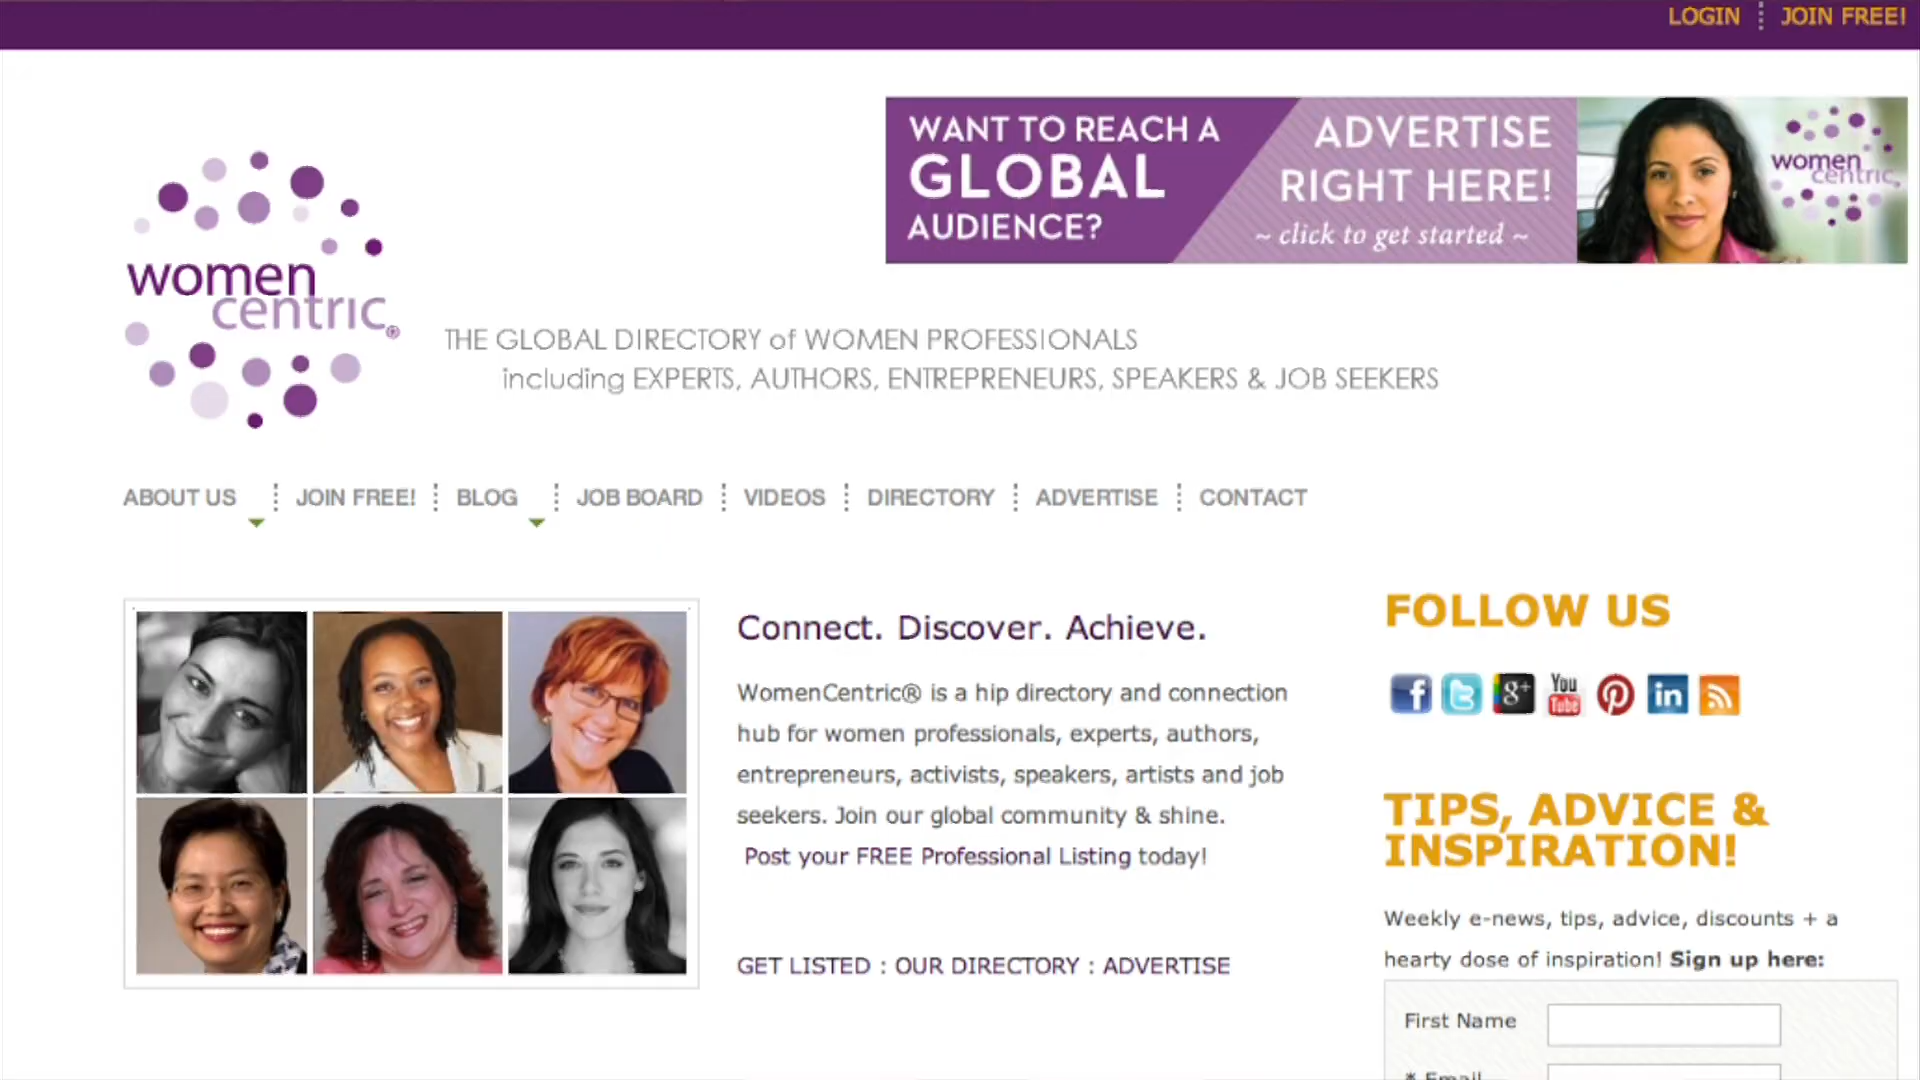 LOGIN
JOIN FREE!
WANT TO REACH A
GLOBAL
AUDIENCE?
ADVERTISE
RIGHT HERE!
~ click to get started ~
women
centric
women
centric®
THE GLOBAL DIRECTORY of WOMEN PROFESSIONALS
including EXPERTS, AUTHORS, ENTREPRENEURS, SPEAKERS & JOB SEEKERS
ABOUT US
JOIN FREE!
BLOG
JOB BOARD
VIDEOS
DIRECTORY
ADVERTISE
CONTACT
Connect. Discover. Achieve.
WomenCentric® is a hip directory and connection
hub for women professionals, experts, authors,
entrepreneurs, activists, speakers, artists and job
seekers. Join our global community & shine.
Post your FREE Professional Listing today!
GET LISTED : OUR DIRECTORY : ADVERTISE
FOLLOW US
f
t
g+
You
Tube
in
TIPS, ADVICE &
INSPIRATION!
Weekly e-news, tips, advice, discounts + a
hearty dose of inspiration! Sign up here:
First Name
* Email